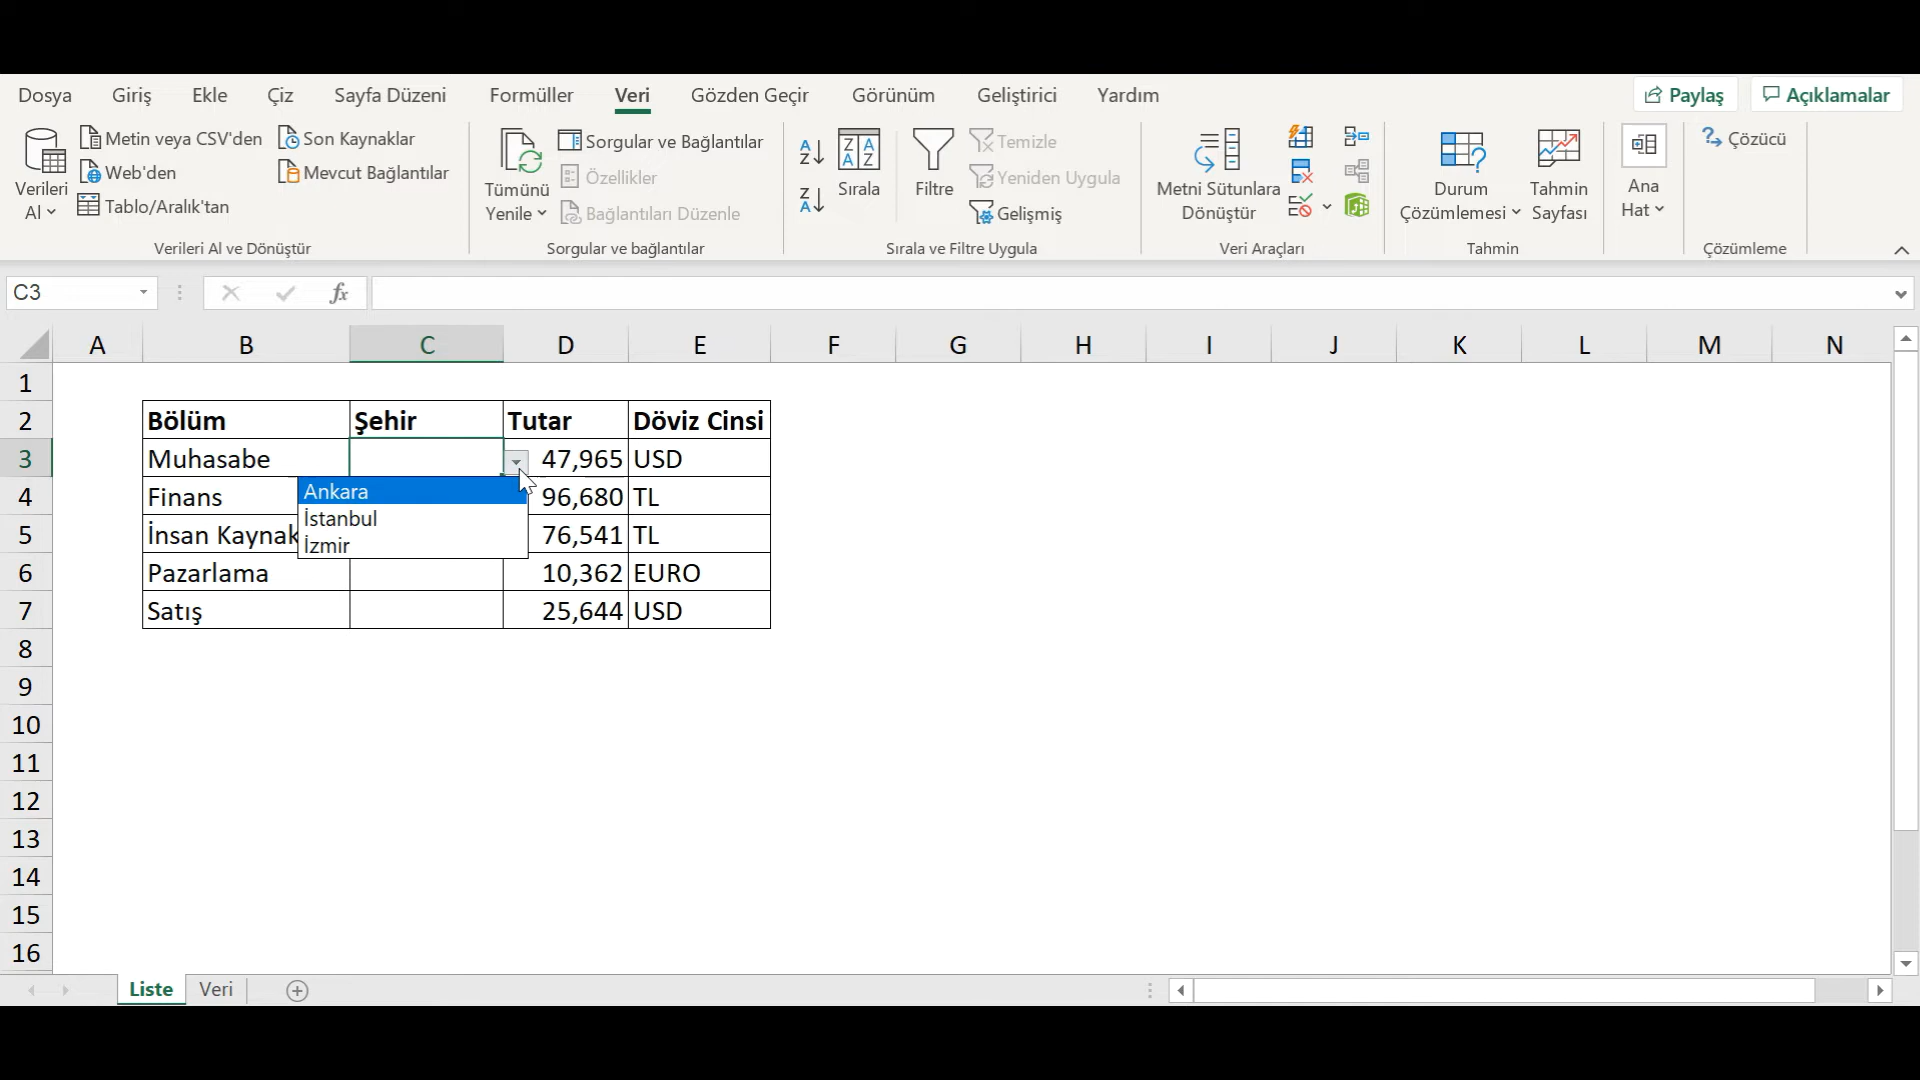 Dosya Giriş Ekle Çiz Sayfa Düzeni Formüller Veri Gözden Geçir Görünüm Geliştirici Yardım Paylaş Açıklamalar
Verileri Al
Metin veya CSV'den
Web'den
Tablo/Aralık'tan
Son Kaynaklar
Mevcut Bağlantılar
Verileri Al ve Dönüştür
Tümünü Yenile
Sorgular ve Bağlantılar
Özellikler
Bağlantıları Düzenle
Sorgular ve bağlantılar
Sırala
Filtre
Temizle
Yeniden Uygula
Gelişmiş
Sırala ve Filtre Uygula
Metni Sütunlara
Dönüştür
Veri Araçları
Durum
Çözümlemesi
Tahmin
Sayfası
Tahmin
Ana
Hat
Çözücü
Çözümleme
C3 fx
A B C D E F G H I J K L M N
1
2 Bölüm Şehir Tutar Döviz Cinsi
3 Muhasabe 47,965 USD
4 Finans 96,680 TL
5 İnsan Kaynak 76,541 TL
6 Pazarlama 10,362 EURO
7 Satış 25,644 USD
Ankara
İstanbul
İzmir
8
9
10
11
12
13
14
15
16
Liste Veri